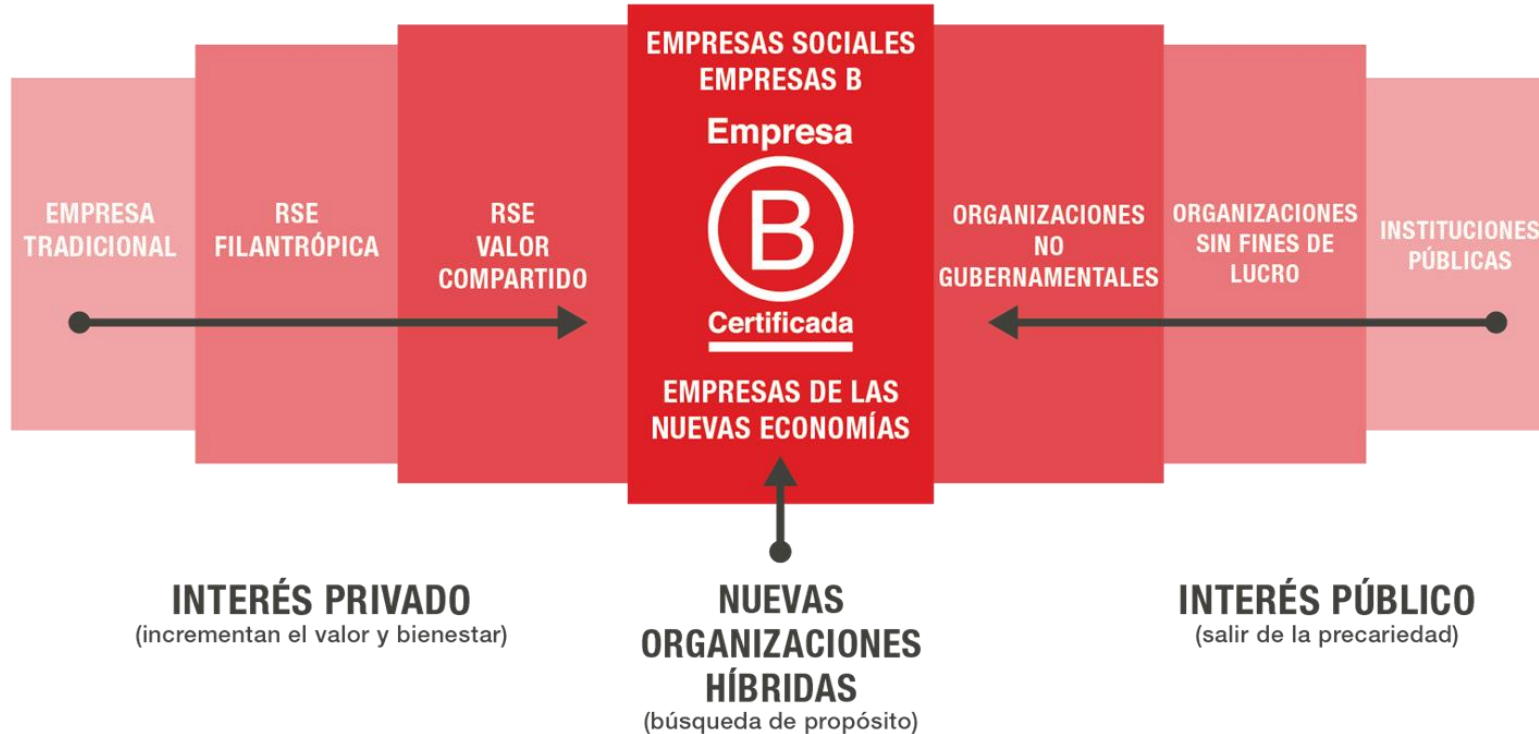 EMPRESA
TRADICIONAL
RSE
FILANTRÓPICA
RSE
VALOR
COMPARTIDO
EMPRESAS SOCIALES
EMPRESAS B
Empresa
B
Certificada
EMPRESAS DE LAS
NUEVAS ECONOMÍAS
ORGANIZACIONES
NO
GUBERNAMENTALES
ORGANIZACIONES
SIN FINES DE
LUCRO
INSTITUCIONES
PÚBLICAS
INTERÉS PRIVADO
(incrementan el valor y bienestar)
NUEVAS
ORGANIZACIONES
HÍBRIDAS
(búsqueda de propósito)
INTERÉS PÚBLICO
(salir de la precariedad)